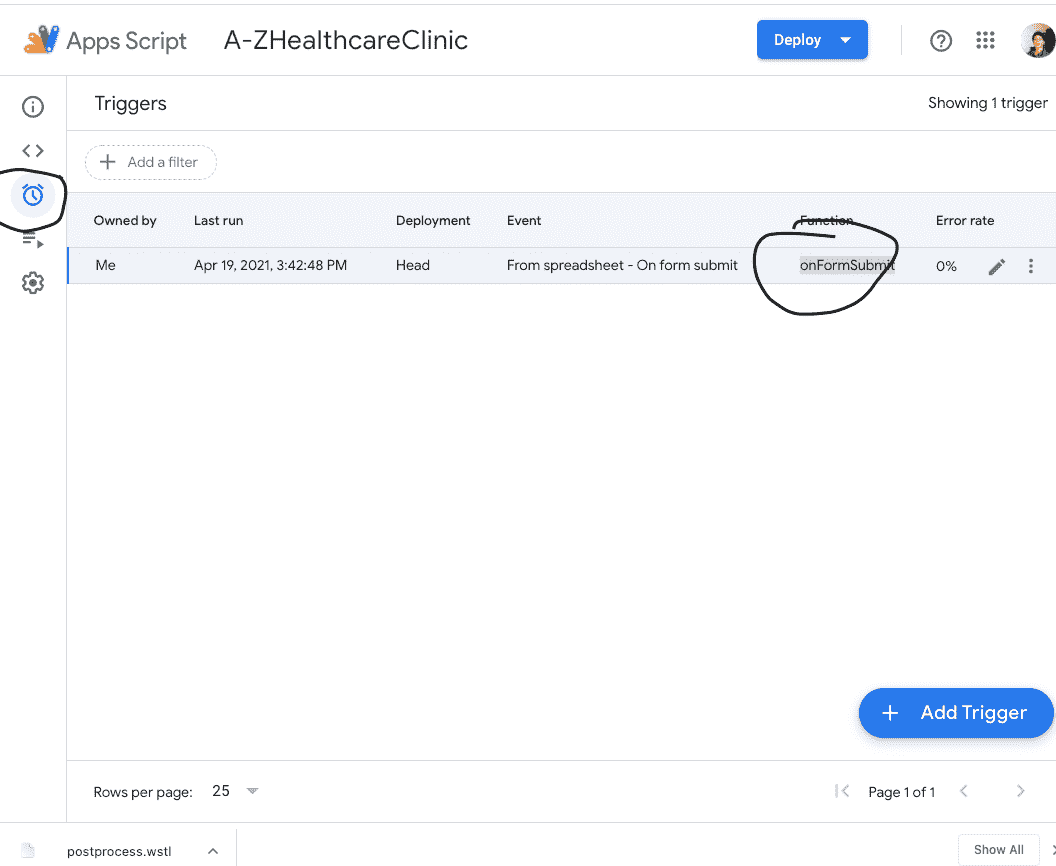 Apps Script A-ZHealthcareClinic Deploy
Triggers Showing 1 trigger
Add a filter
Owned by Last run Deployment Event Function Error rate
Me Apr 19, 2021, 3:42:48 PM Head From spreadsheet - On form submit onFormSubmit 0%
+ Add Trigger
Rows per page: 25 Page 1 of 1
postprocess.wstl Show All